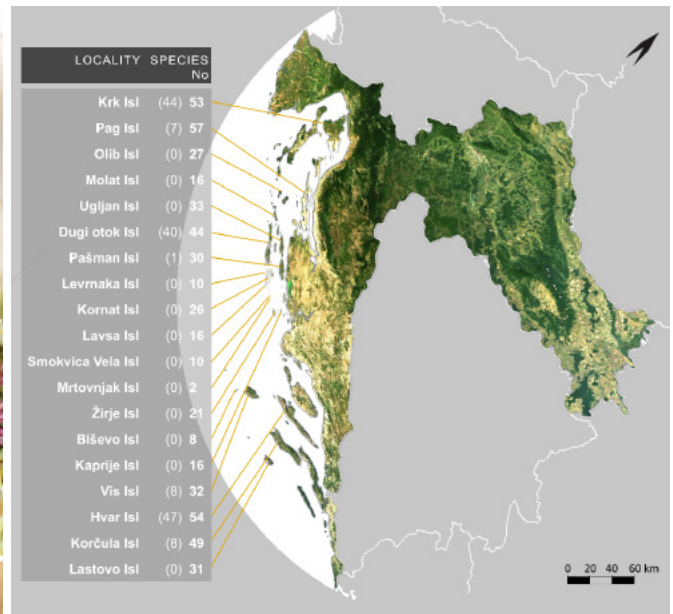 LOCALITY SPECIES
No
Krk Isl (44) 53
Pag Isl (7) 57
Olib Isl (0) 27
Molat Isl (0) 16
Ugljan Isl (0) 33
Dugi otok Isl (40) 44
Pašman Isl (1) 30
Levrnaka Isl (0) 10
Kornat Isl (0) 26
Lavsa Isl (0) 16
Smokvica Vela Isl (0) 10
Mrtovnjak Isl (0) 2
Žirje Isl (0) 21
Biševo Isl (0) 8
Kaprije Isl (0) 16
Vis Isl (8) 32
Hvar Isl (47) 54
Korčula Isl (8) 49
Lastovo Isl (0) 31
0 20 40 60 km